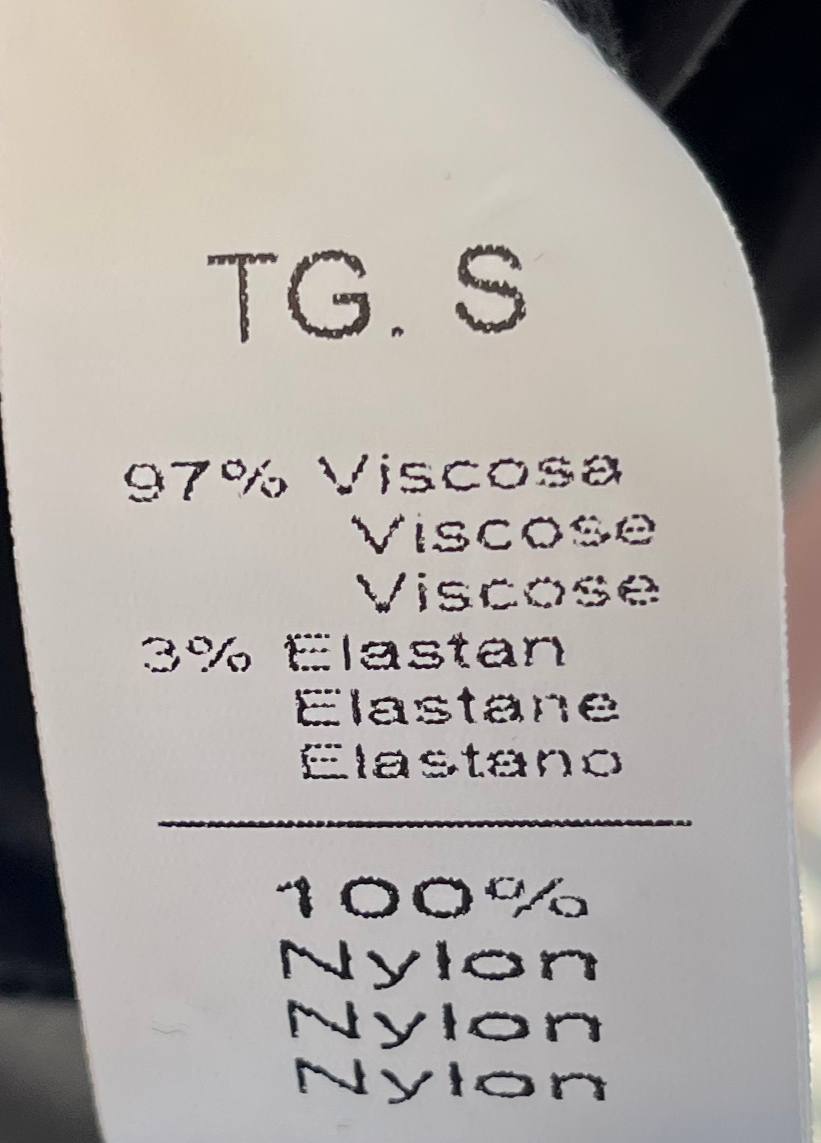 TG. S
97% Viscosa
Viscose
Viscose
3% Elastan
Elastane
Elastano
100%
Nylon
Nylon
Nylon